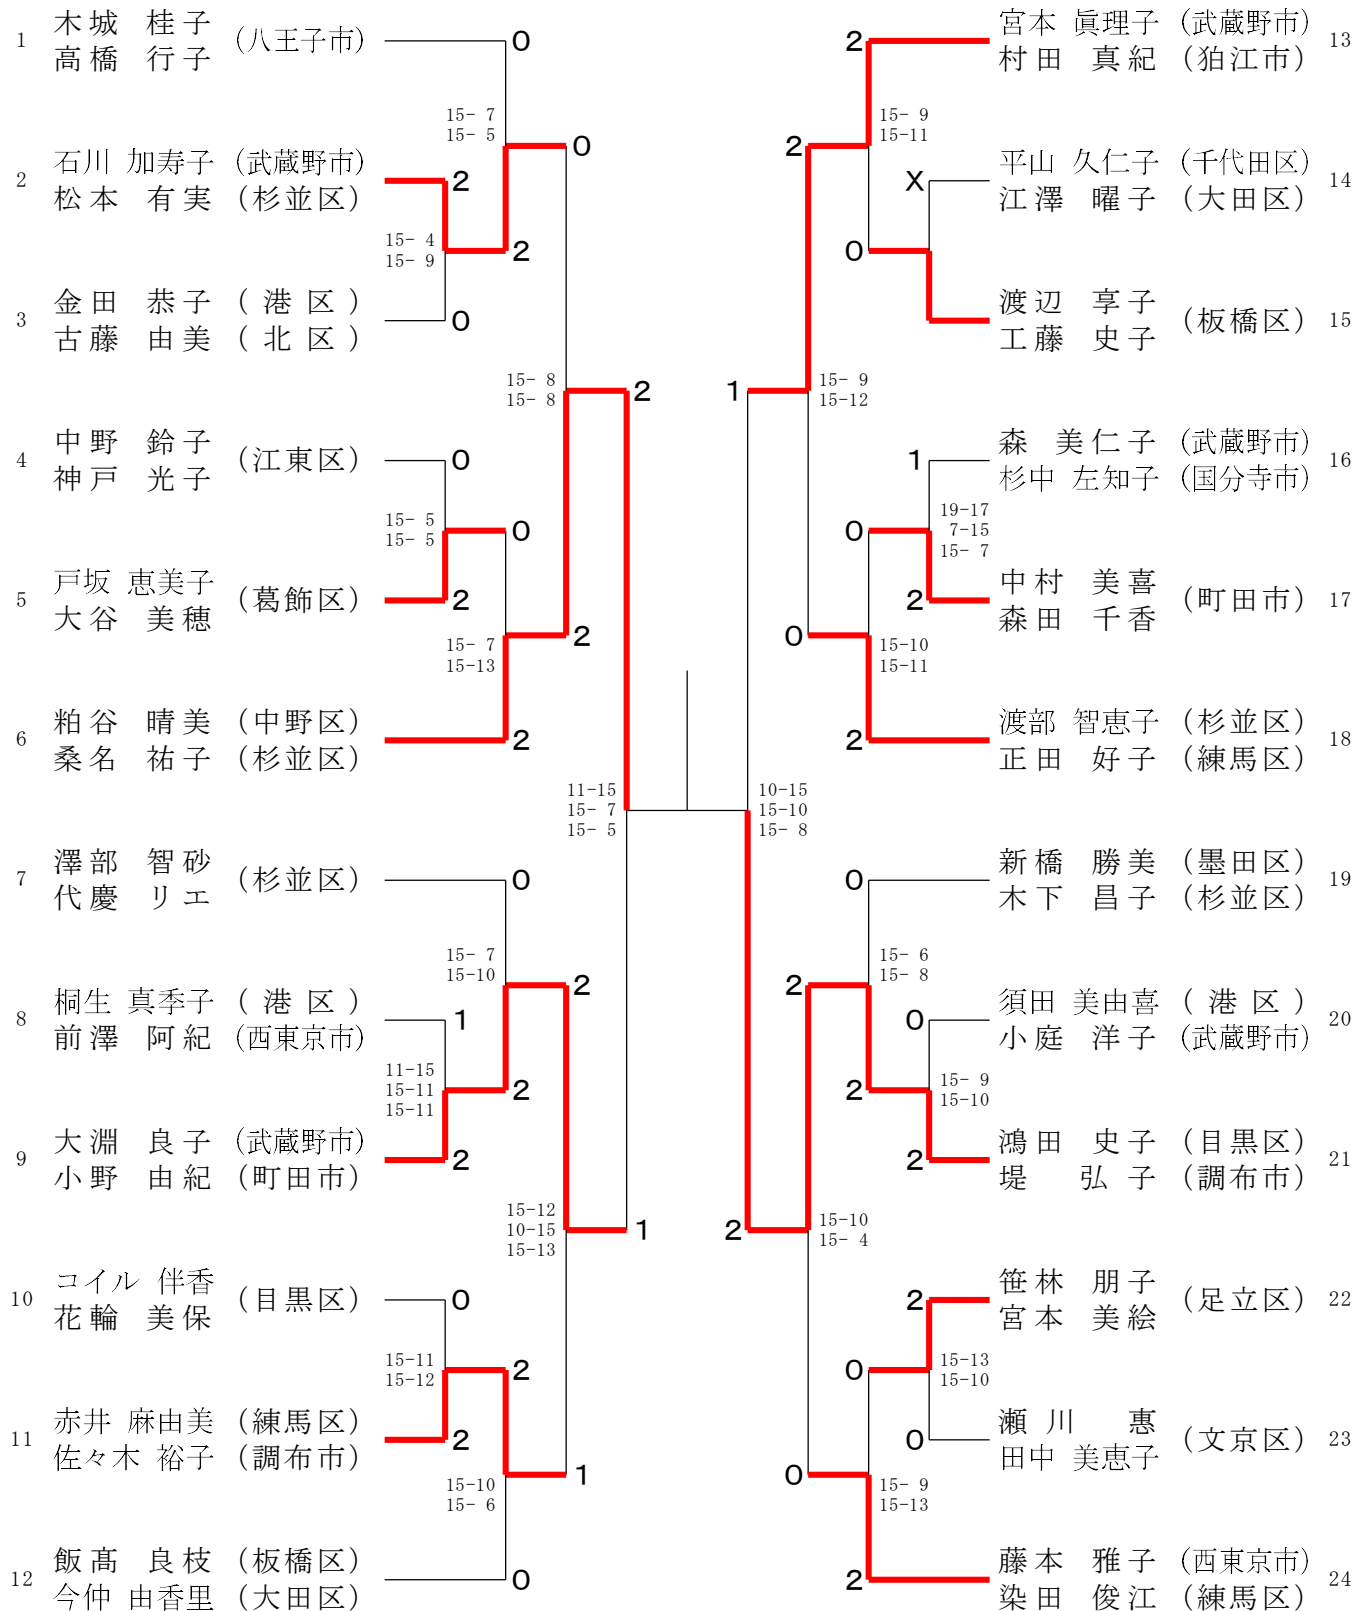 1 木城 桂子 (八王子市) 0
高橋 行子
15- 7
15- 5
0
2 石川 加寿子 (武蔵野市) 2
松本 有実 (杉並区)
15- 4
15- 9
2
3 金田 恭子 (港区) 0
古藤 由美 (北区)
15- 8
15- 8
2
4 中野 鈴子 (江東区) 0
神戸 光子
15- 5
15- 5
0
5 戸坂 恵美子 (葛飾区) 2
大谷 美穂
15- 7
15-13
2
6 粕谷 晴美 (中野区) 2
桑名 祐子 (杉並区)
11-15
15- 7
15- 5
7 澤部 智砂 (杉並区) 0
代慶 リエ
15- 7
15-10
2
8 桐生 真季子 (港区) 1
前澤 阿紀 (西東京市)
11-15
15-11
15-11
2
9 大淵 良子 (武蔵野市) 2
小野 由紀 (町田市)
15-12
10-15
15-13
1
10 コイル 伴香 (目黒区) 0
花輪 美保
15-11
15-12
2
11 赤井 麻由美 (練馬区) 2
佐々木 裕子 (調布市)
15-10
15- 6
1
12 飯髙 良枝 (板橋区) 0
今仲 由香里 (大田区)
2 宮本 眞理子 (武蔵野市) 13
村田 真紀 (狛江市)
15- 9
15-11
2
X 平山 久仁子 (千代田区) 14
江澤 曜子 (大田区)
0
渡辺 享子 (板橋区) 15
工藤 史子
1
15- 9
15-12
1 森 美仁子 (武蔵野市) 16
杉中 左知子 (国分寺市)
19-17
7-15
15- 7
0
2 中村 美喜 (町田市) 17
森田 千香
0
15-10
15-11
2 渡部 智恵子 (杉並区) 18
正田 好子 (練馬区)
10-15
15-10
15- 8
0 新橋 勝美 (墨田区) 19
木下 昌子 (杉並区)
15- 6
15- 8
2
0 須田 美由喜 (港区) 20
小庭 洋子 (武蔵野市)
15- 9
15-10
2
2 鴻田 史子 (目黒区) 21
堤 弘子 (調布市)
2
15-10
15- 4
2 笹林 朋子 (足立区) 22
宮本 美絵
15-13
15-10
0
0 瀬川 惠 (文京区) 23
田中 美恵子
0
15- 9
15-13
2 藤本 雅子 (西東京市) 24
染田 俊江 (練馬区)